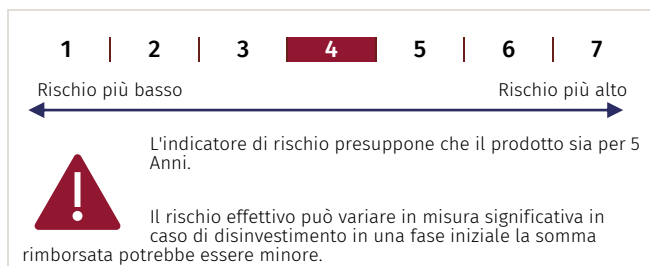 1 2 3 4 5 6 7
Rischio più basso Rischio più alto
L'indicatore di rischio presuppone che il prodotto sia per 5
Anni.
Il rischio effettivo può variare in misura significativa in
caso di disinvestimento in una fase iniziale la somma
rimborsata potrebbe essere minore.